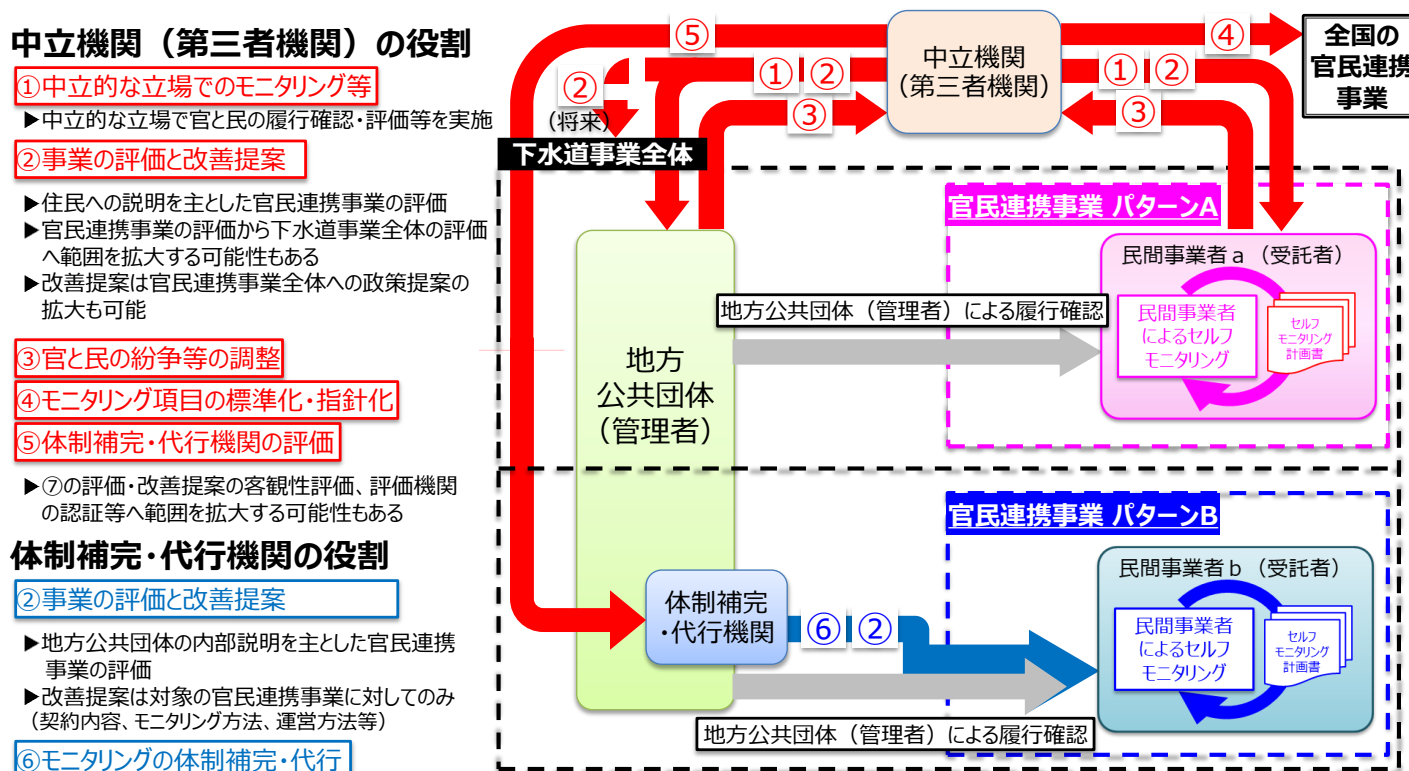 中立機関（第三者機関）の役割
①中立的な立場でのモニタリング等
▶中立的な立場で官と民の履行確認・評価等を実施
②事業の評価と改善提案
▶住民への説明を主とした官民連携事業の評価
▶官民連携事業の評価から下水道事業全体の評価
へ範囲を拡大する可能性もある
▶改善提案は官民連携事業全体への政策提案の
拡大も可能
③官と民の紛争等の調整
④モニタリング項目の標準化・指針化
⑤体制補完・代行機関の評価
▶⑦の評価・改善提案の客観性評価、評価機関
の認証等へ範囲を拡大する可能性もある
体制補完・代行機関の役割
②事業の評価と改善提案
▶地方公共団体の内部説明を主とした官民連携
事業の評価
▶改善提案は対象の官民連携事業に対してのみ
（契約内容、モニタリング方法、運営方法等）
⑥モニタリングの体制補完・代行
⑤
中立機関
（第三者機関）
④
全国の
官民連携
事業
②
（将来）
① ②
③
① ②
③
下水道事業全体
官民連携事業 パターンA
民間事業者ａ（受託者）
民間事業者
によるセルフ
モニタリング
セルフ
モニタリング
計画書
地方公共団体（管理者）による履行確認
地方
公共団体
（管理者）
官民連携事業 パターンB
民間事業者ｂ（受託者）
民間事業者
によるセルフ
モニタリング
セルフ
モニタリング
計画書
体制補完
・代行機関
⑥ ②
地方公共団体（管理者）による履行確認